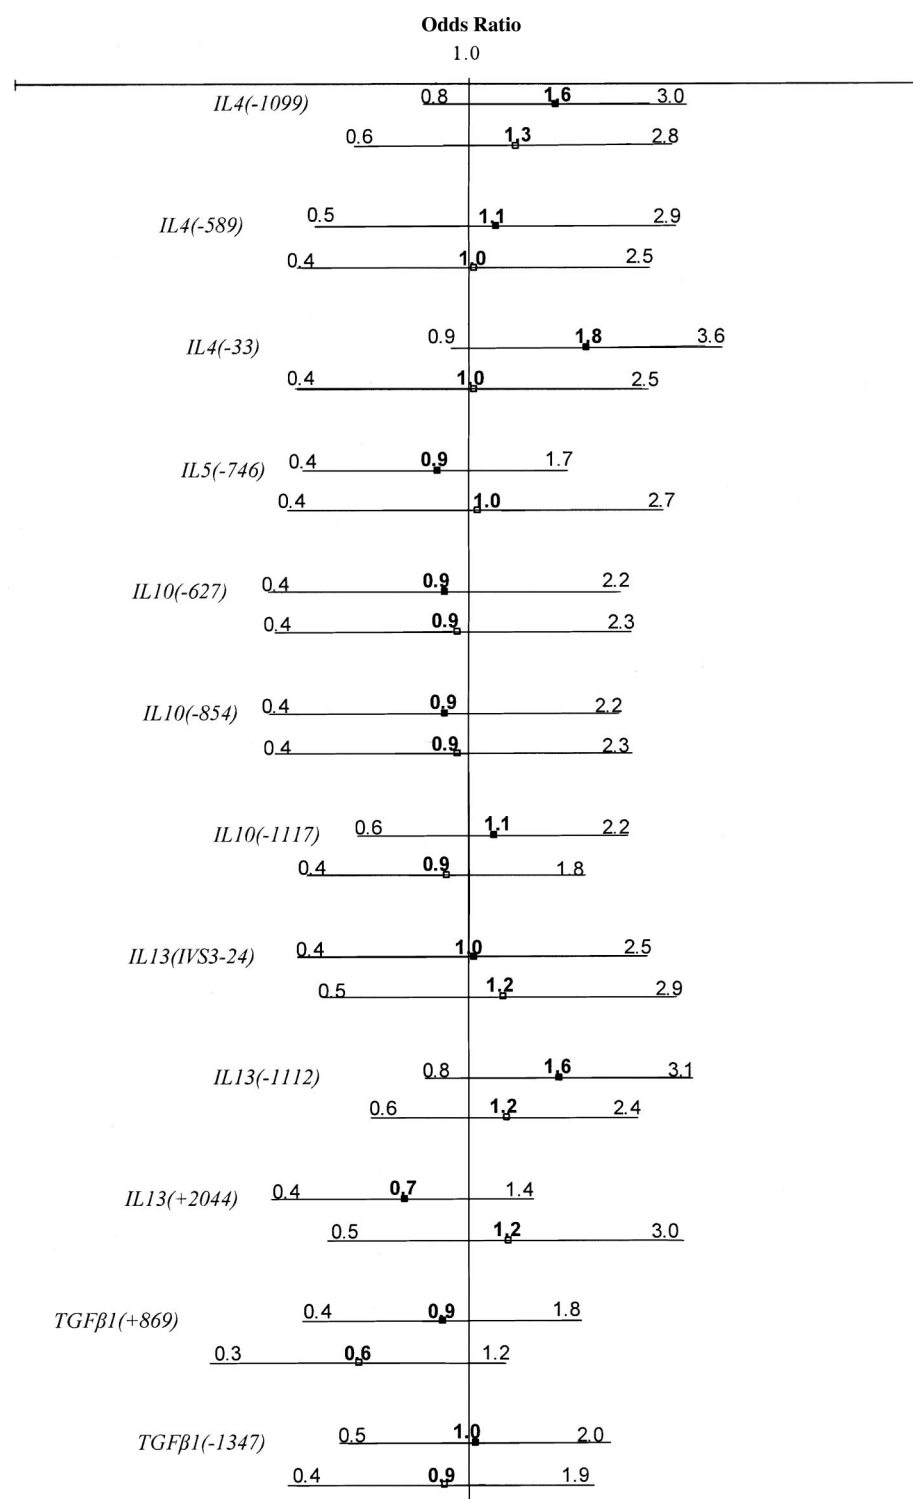 Odds Ratio
1.0
IL4(-1099) 0.8 1.6 3.0
0.6 1.3 2.8
IL4(-589) 0.5 1.1 2.9
0.4 1.0 2.5
IL4(-33) 0.9 1.8 3.6
0.4 1.0 2.5
IL5(-746) 0.4 0.9 1.7
0.4 1.0 2.7
IL10(-627) 0.4 0.9 2.2
0.4 0.9 2.3
IL10(-854) 0.4 0.9 2.2
0.4 0.9 2.3
IL10(-1117) 0.6 1.1 2.2
0.4 0.9 1.8
IL13(IVS3-24) 0.4 1.0 2.5
0.5 1.2 2.9
IL13(-1112) 0.8 1.6 3.1
0.6 1.2 2.4
IL13(+2044) 0.4 0.7 1.4
0.5 1.2 3.0
TGFβ1(+869) 0.4 0.9 1.8
0.3 0.6 1.2
TGFβ1(-1347) 0.5 1.0 2.0
0.4 0.9 1.9